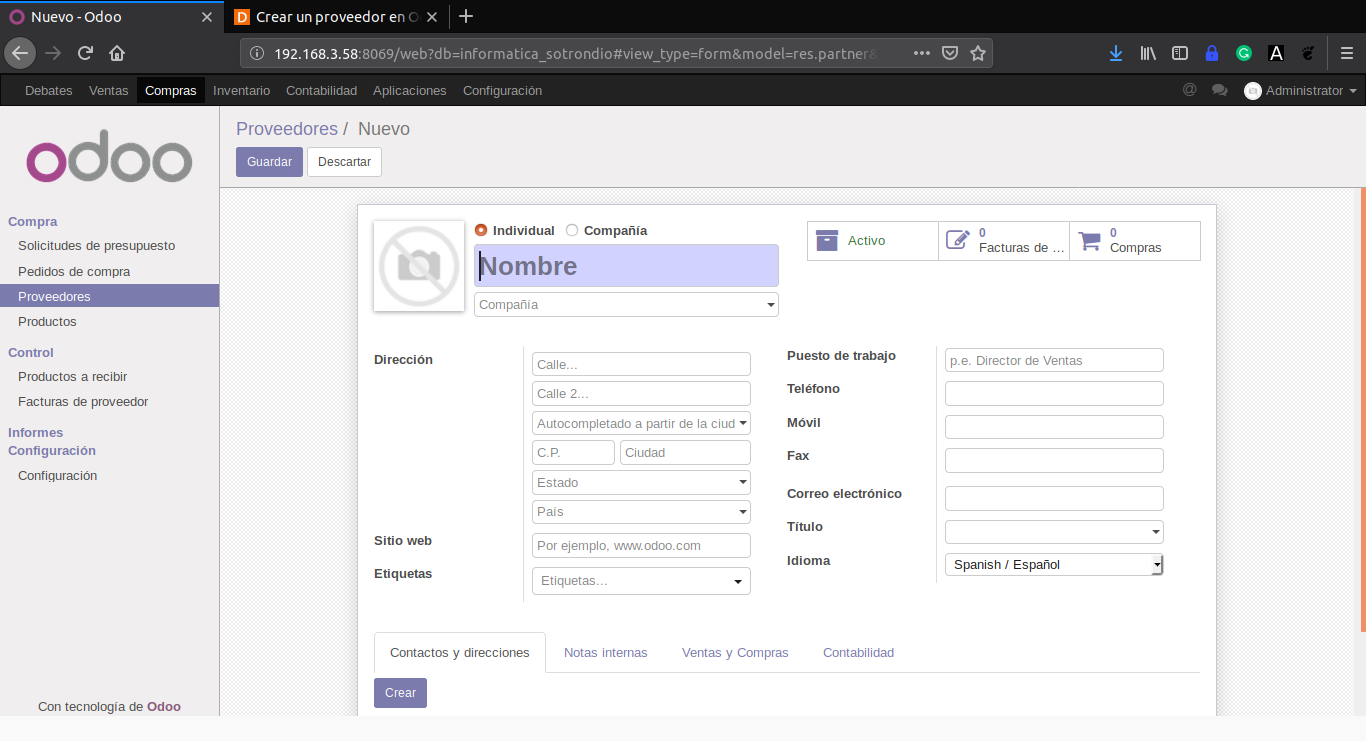 Nuevo - Odoo
Crear un proveedor en O
192.168.3.58:8069/web?db=informatica_sotrondio#view_type=form&model=res.partner&
Debates Ventas Compras Inventario Contabilidad Aplicaciones Configuración @ Administrator
odoo
Compra
Solicitudes de presupuesto
Pedidos de compra
Proveedores
Productos
Control
Productos a recibir
Facturas de proveedor
Informes
Configuración
Configuración
Con tecnología de Odoo
Proveedores / Nuevo
Guardar Descartar
Individual Compañía
Nombre
Compañía
Activo
0
Facturas de ...
0
Compras
Dirección
Calle...
Calle 2...
Autocompletado a partir de la ciud
C.P. Ciudad
Estado
País
Sitio web Por ejemplo, www.odoo.com
Etiquetas Etiquetas...
Puesto de trabajo p.e. Director de Ventas
Teléfono
Móvil
Fax
Correo electrónico
Título
Idioma Spanish / Español
Contactos y direcciones Notas internas Ventas y Compras Contabilidad
Crear